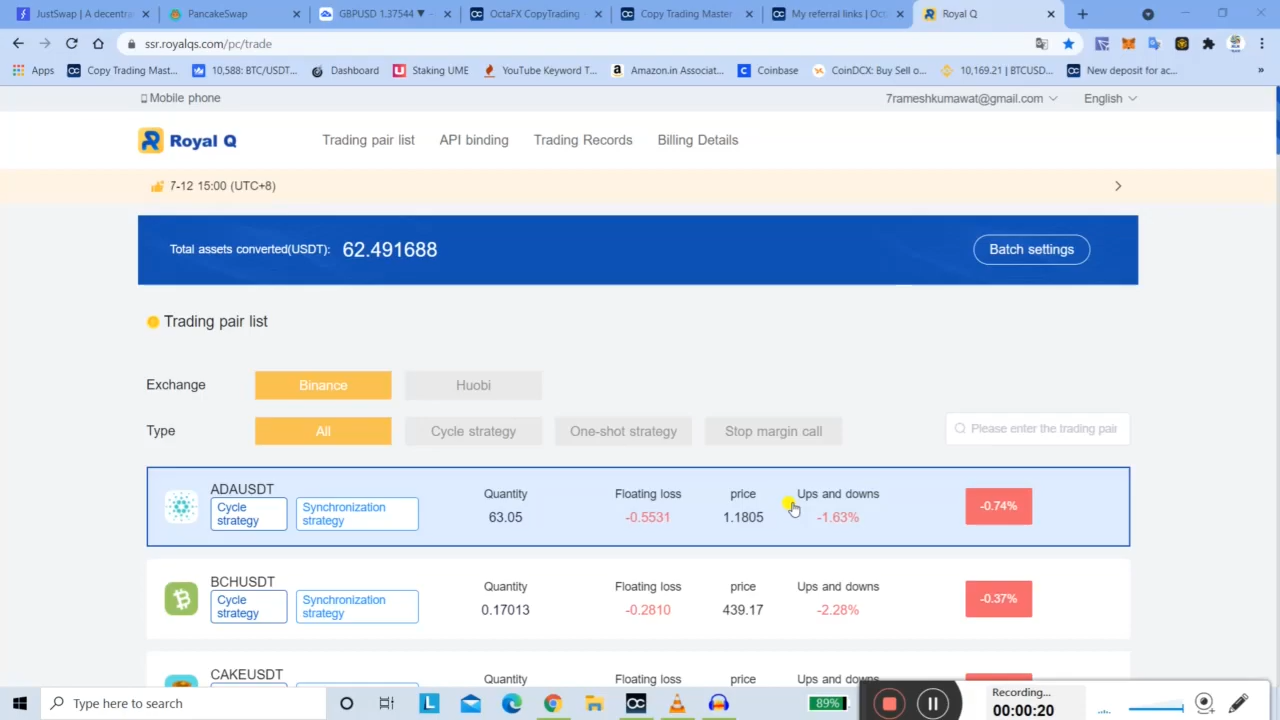 JustSwap | A decentra
PancakeSwap
GBPUSD 1.37544
OctaFX CopyTrading
Copy Trading Master
My referral links | Oct
Royal Q
ssr.royalqs.com/pc/trade
Apps
Copy Trading Mast...
10,588: BTC/USDT...
Dashboard
Staking UME
YouTube Keyword T...
Amazon.in Associat...
Coinbase
CoinDCX: Buy Sell o...
10,169.21 | BTCUSD...
New deposit for ac...
Mobile phone
7rameshkumawat@gmail.com
English
Royal Q
Trading pair list
API binding
Trading Records
Billing Details
7-12 15:00 (UTC+8)
Total assets converted(USDT): 62.491688
Batch settings
Trading pair list
Exchange
Binance
Huobi
Type
All
Cycle strategy
One-shot strategy
Stop margin call
Please enter the trading pair
ADAUSDT
Cycle
strategy
Synchronization
strategy
Quantity
63.05
Floating loss
-0.5531
price
1.1805
Ups and downs
-1.63%
-0.74%
BCHUSDT
Cycle
strategy
Synchronization
strategy
Quantity
0.17013
Floating loss
-0.2810
price
439.17
Ups and downs
-2.28%
-0.37%
CAKEUSDT
Quantity
Floating loss
price
Ups and downs
Type here to search
89%
Recording...
00:00:20